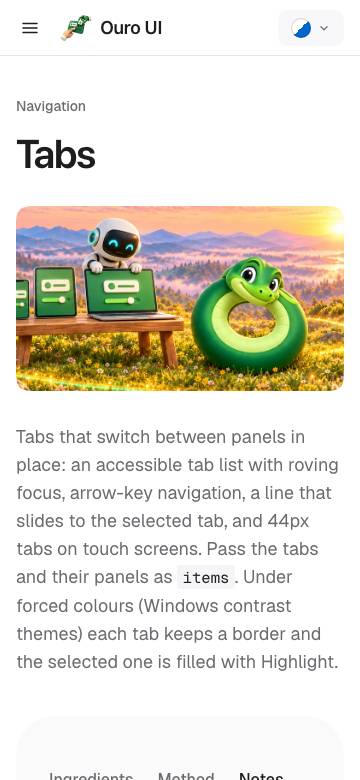 Ouro UI
Navigation
Tabs
Tabs that switch between panels in
place: an accessible tab list with roving
focus, arrow-key navigation, a line that
slides to the selected tab, and 44px
tabs on touch screens. Pass the tabs
and their panels as items. Under
forced colours (Windows contrast
themes) each tab keeps a border and
the selected one is filled with Highlight.
Ingredients Method Notes